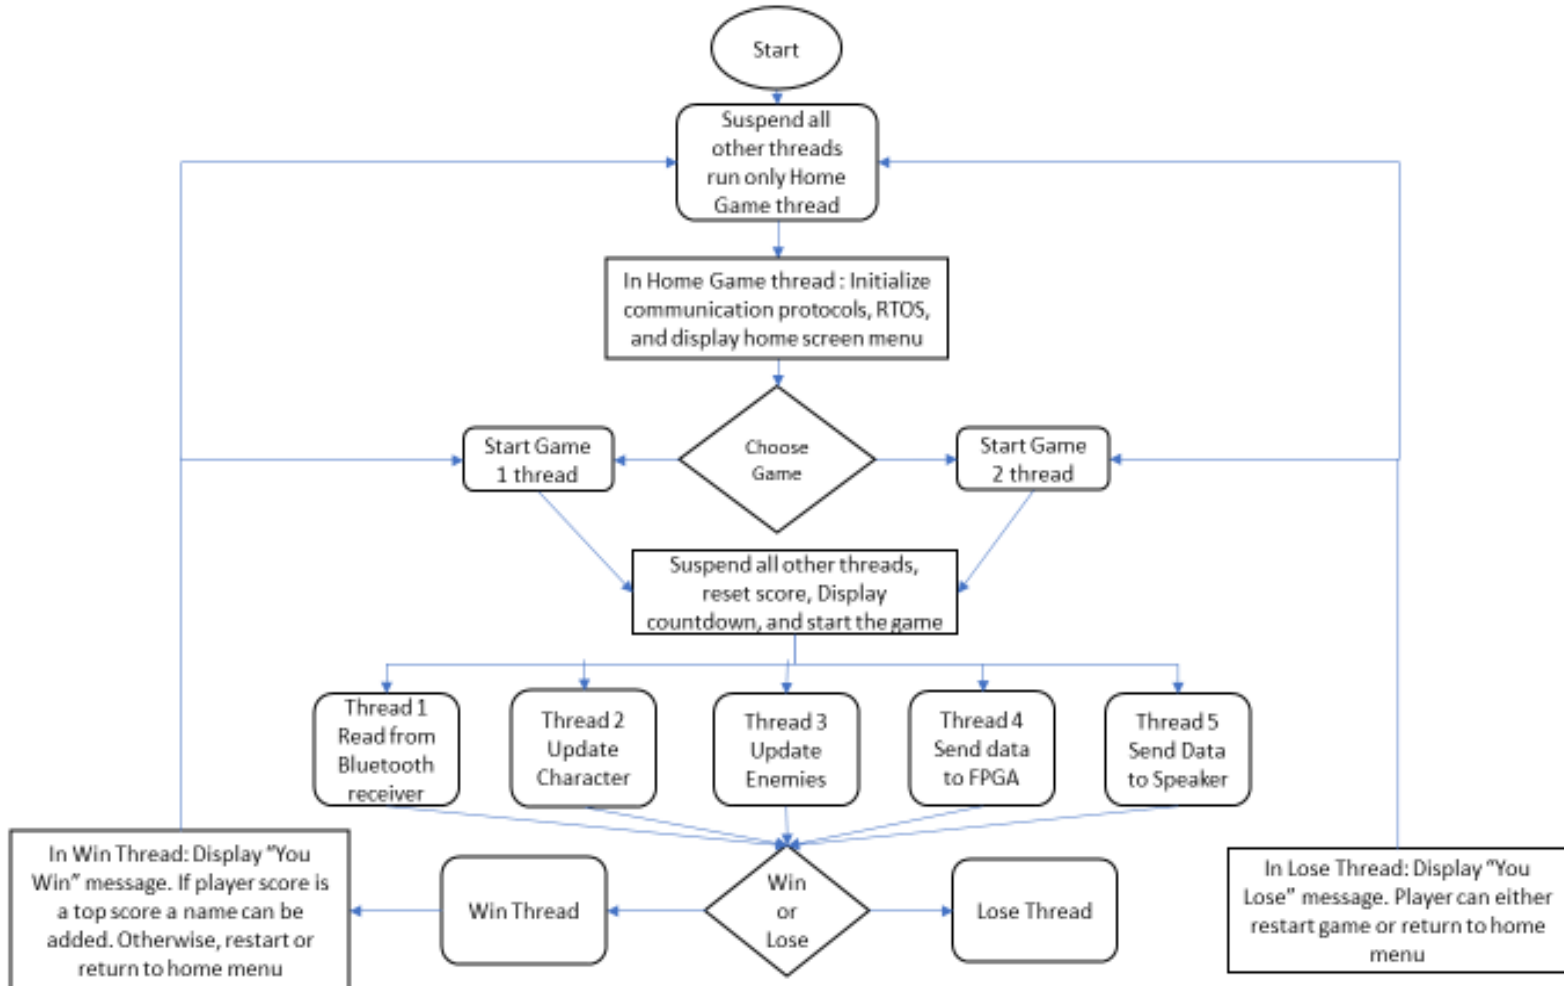 Start
Suspend all
other threads
run only Home
Game thread
In Home Game thread : Initialize
communication protocols, RTOS,
and display home screen menu
Choose
Game
Start Game
1 thread
Start Game
2 thread
Suspend all other threads,
reset score, Display
countdown, and start the game
Thread 1
Read from
Bluetooth
receiver
Thread 2
Update
Character
Thread 3
Update
Enemies
Thread 4
Send data
to FPGA
Thread 5
Send Data
to Speaker
In Win Thread: Display “You
Win” message. If player score is
a top score a name can be
added. Otherwise, restart or
return to home menu
Win Thread
Win
or
Lose
Lose Thread
In Lose Thread: Display “You
Lose” message. Player can either
restart game or return to home
menu